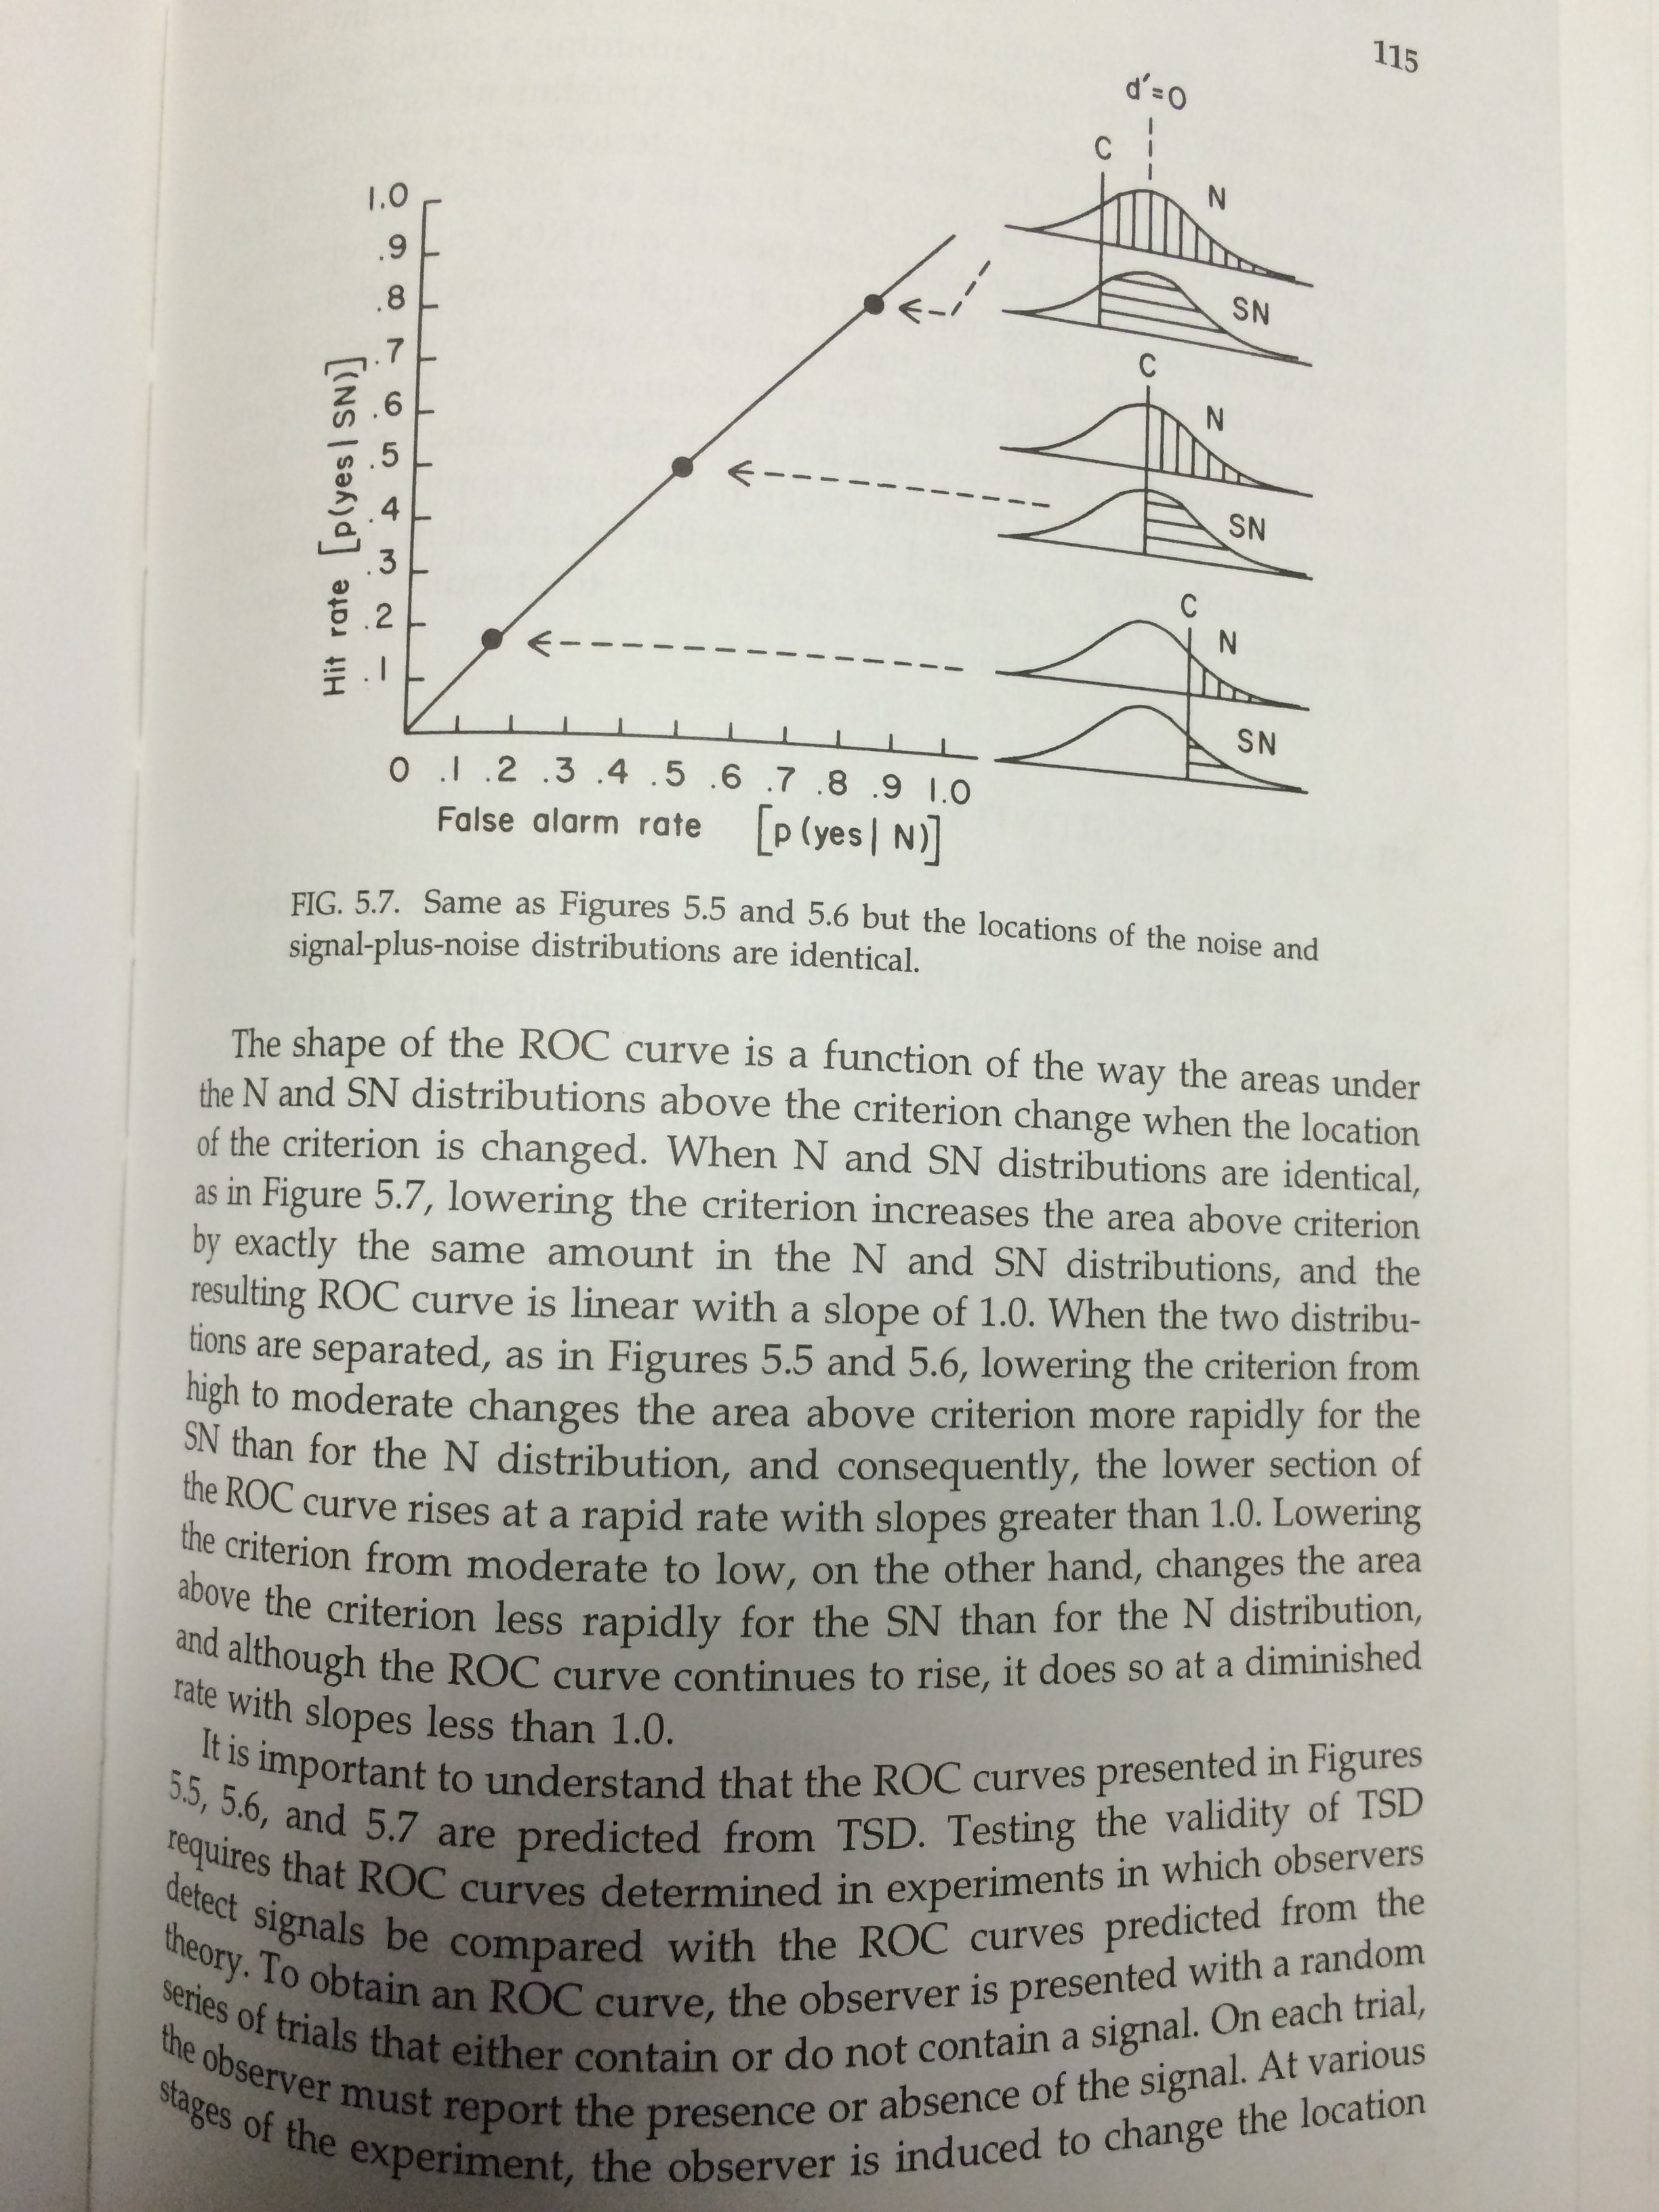 115
d′=0
C
N
SN
C
N
SN
C
N
SN
1.0
.9
.8
.7
.6
.5
.4
.3
.2
.1
Hit rate [p(yes|SN)]
0 .1 .2 .3 .4 .5 .6 .7 .8 .9 1.0
False alarm rate [p(yes|N)]
FIG. 5.7. Same as Figures 5.5 and 5.6 but the locations of the noise and
signal-plus-noise distributions are identical.
The shape of the ROC curve is a function of the way the areas under
the N and SN distributions above the criterion change when the location
of the criterion is changed. When N and SN distributions are identical,
as in Figure 5.7, lowering the criterion increases the area above criterion
by exactly the same amount in the N and SN distributions, and the
resulting ROC curve is linear with a slope of 1.0. When the two distribu-
tions are separated, as in Figures 5.5 and 5.6, lowering the criterion from
high to moderate changes the area above criterion more rapidly for the
SN than for the N distribution, and consequently, the lower section of
the ROC curve rises at a rapid rate with slopes greater than 1.0. Lowering
the criterion from moderate to low, on the other hand, changes the area
above the criterion less rapidly for the SN than for the N distribution,
and although the ROC curve continues to rise, it does so at a diminished
rate with slopes less than 1.0.
It is important to understand that the ROC curves presented in Figures
5.5, 5.6, and 5.7 are predicted from TSD. Testing the validity of TSD
requires that ROC curves determined in experiments in which observers
detect signals be compared with the ROC curves predicted from the
theory. To obtain an ROC curve, the observer is presented with a random
series of trials that either contain or do not contain a signal. On each trial,
the observer must report the presence or absence of the signal. At various
stages of the experiment, the observer is induced to change the location